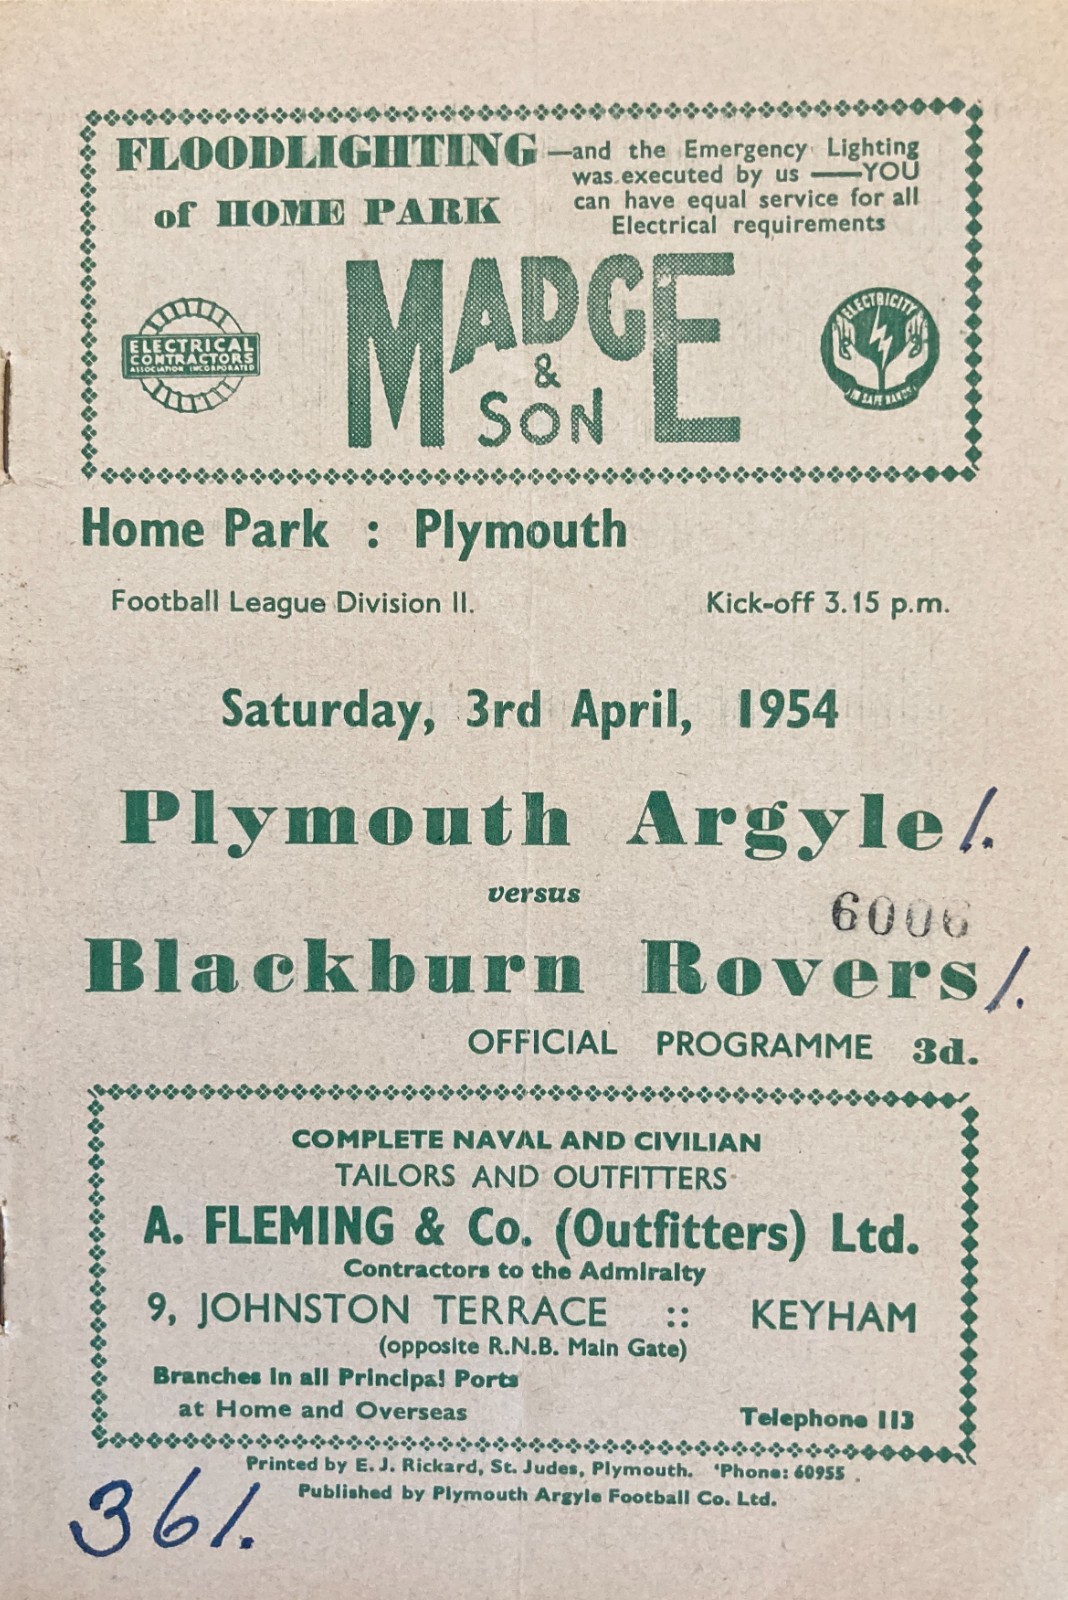 FLOODLIGHTING
of HOME PARK
—and the Emergency Lighting
was executed by us —YOU
can have equal service for all
Electrical requirements
MADGE
&
SON
ELECTRICAL
CONTRACTORS
ASSOCIATION INCORPORATED
ELECTRICITY
IN SAFE HANDS
Home Park : Plymouth
Football League Division II.
Kick-off 3.15 p.m.
Saturday, 3rd April, 1954
Plymouth Argyle 1.
versus
6006
Blackburn Rovers 1.
OFFICIAL PROGRAMME 3d.
COMPLETE NAVAL AND CIVILIAN
TAILORS AND OUTFITTERS
A. FLEMING & Co. (Outfitters) Ltd.
Contractors to the Admiralty
9, JOHNSTON TERRACE :: KEYHAM
(opposite R.N.B. Main Gate)
Branches in all Principal Ports
at Home and Overseas
Telephone 113
Printed by E. J. Rickard, St. Judes, Plymouth. 'Phone: 60955
Published by Plymouth Argyle Football Co. Ltd.
361.